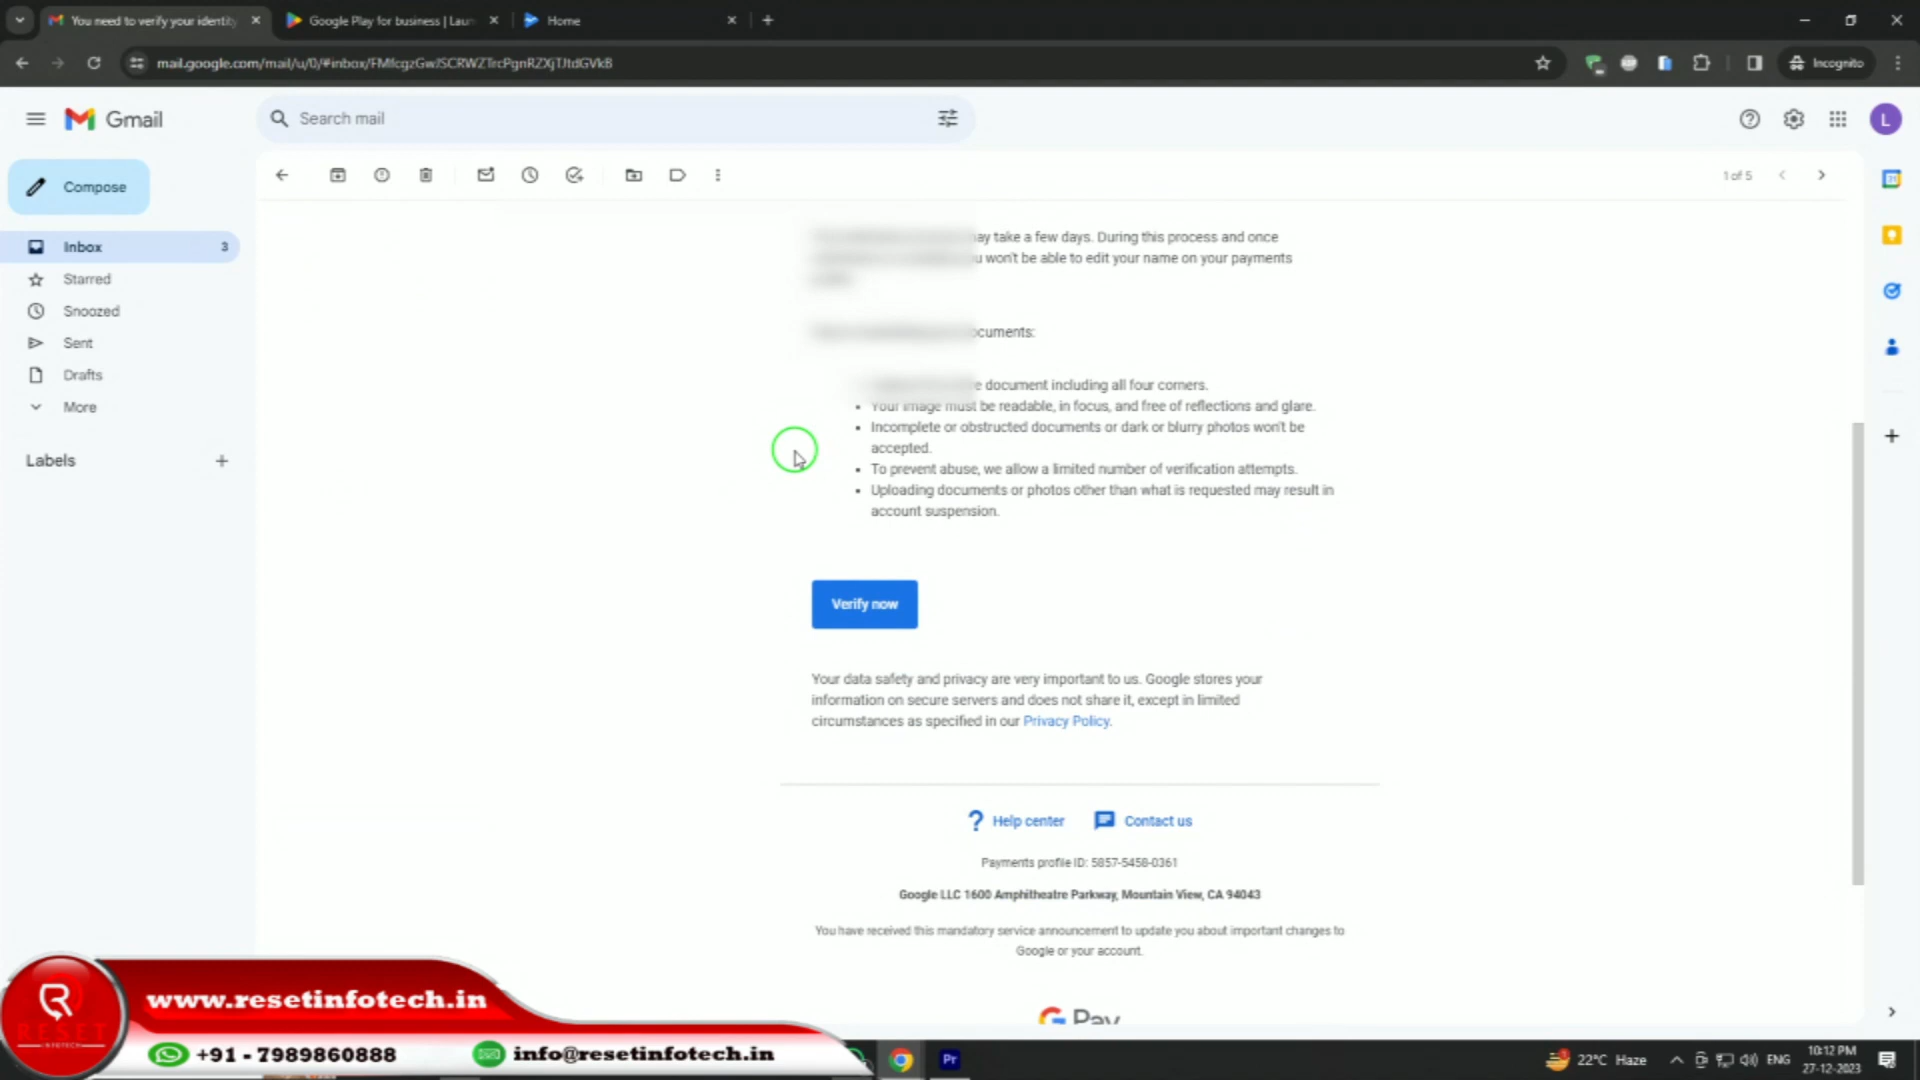 You need to verify your identity
Google Play for business | Laun
Home
mail.google.com/mail/u/0/#inbox/FMfcgzGwJSCRWZTrcPgnRZXjTJtdGVkB
Incognito
Gmail
Search mail
L
Compose
1 of 5
Inbox 3
Starred
Snoozed
Sent
Drafts
More
Labels
ay take a few days. During this process and once
u won't be able to edit your name on your payments
ocuments:
e document including all four corners.
Your image must be readable, in focus, and free of reflections and glare.
Incomplete or obstructed documents or dark or blurry photos won't be
accepted.
To prevent abuse, we allow a limited number of verification attempts.
Uploading documents or photos other than what is requested may result in
account suspension.
Verify now
Your data safety and privacy are very important to us. Google stores your
information on secure servers and does not share it, except in limited
circumstances as specified in our Privacy Policy.
Help center
Contact us
Payments profile ID: 5857-5458-0361
Google LLC 1600 Amphitheatre Parkway, Mountain View, CA 94043
You have received this mandatory service announcement to update you about important changes to
Google or your account.
G Pay
R
RESET
INFOTECH
www.resetinfotech.in
+91 - 7989860888
info@resetinfotech.in
Pr
22°C Haze
ENG
10:12 PM
27-12-2023